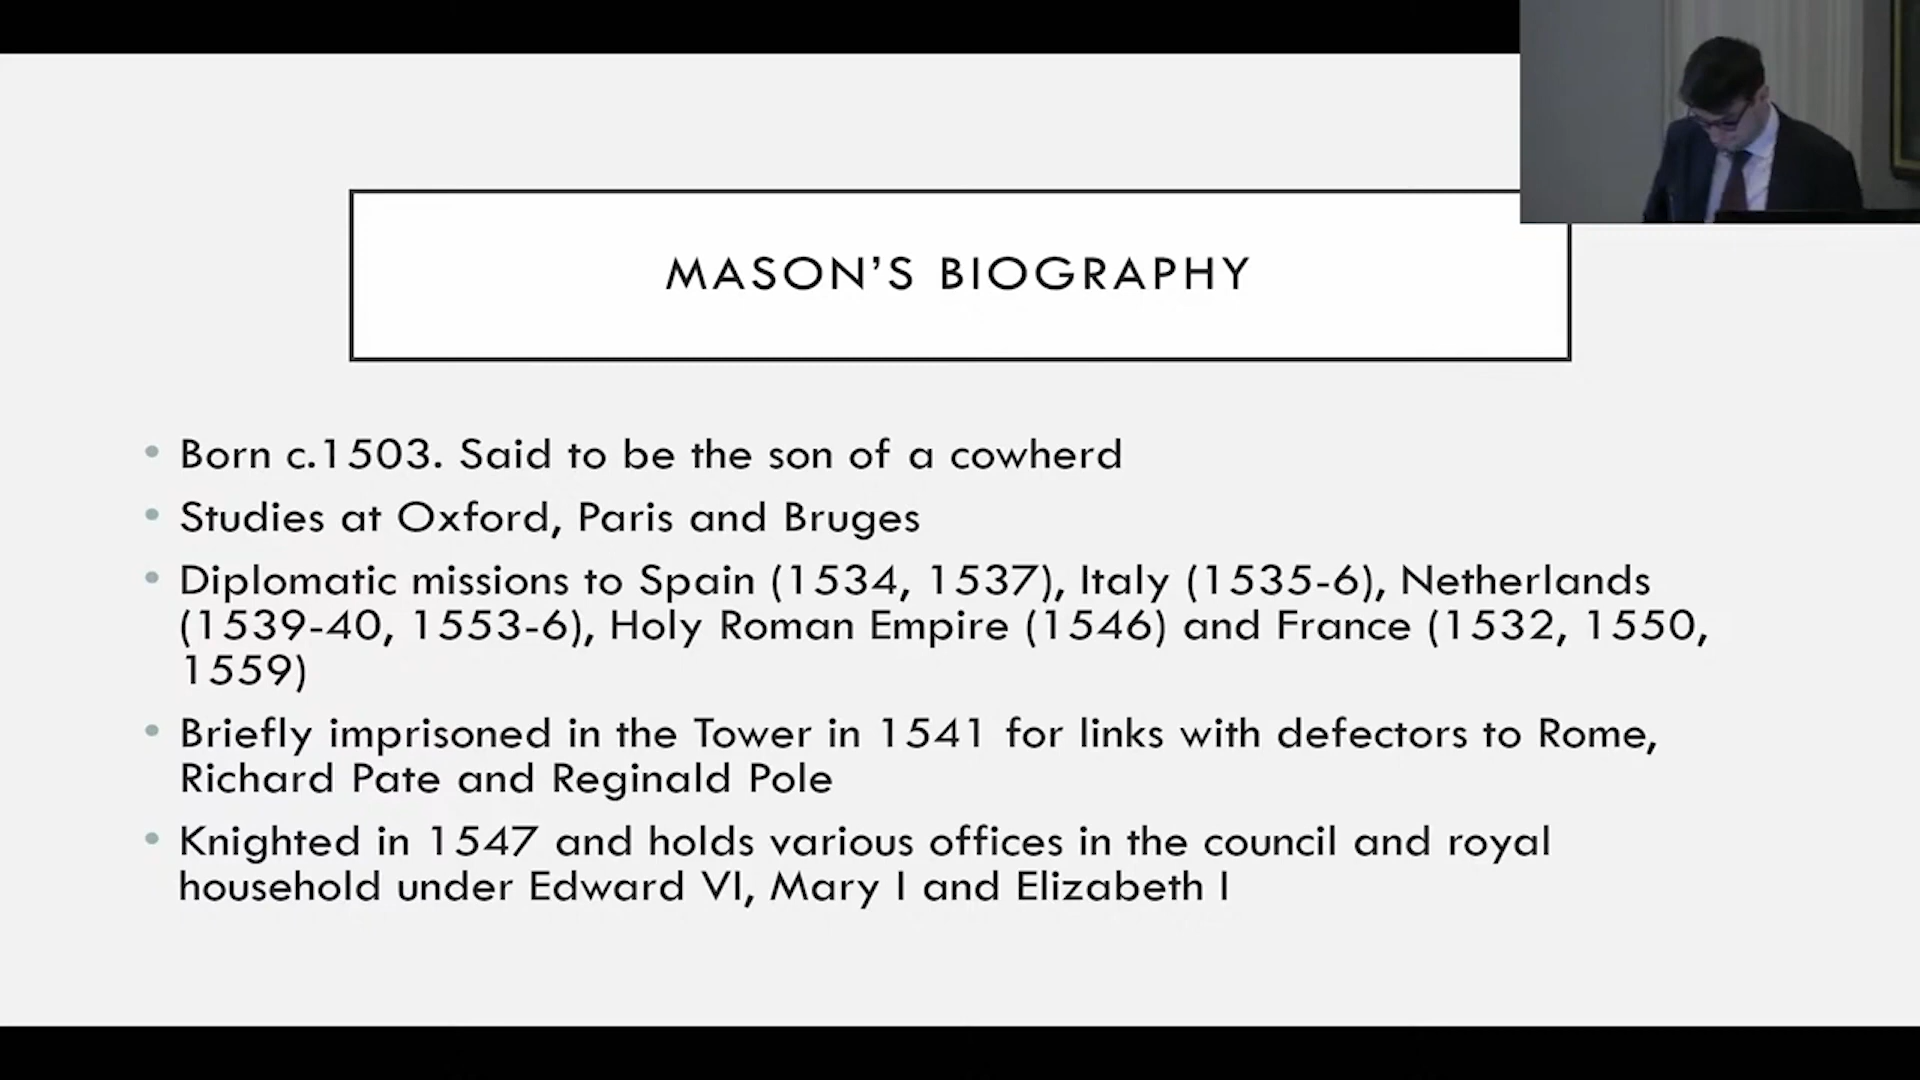 MASON’S BIOGRAPHY
• Born c.1503. Said to be the son of a cowherd
• Studies at Oxford, Paris and Bruges
• Diplomatic missions to Spain (1534, 1537), Italy (1535-6), Netherlands
(1539-40, 1553-6), Holy Roman Empire (1546) and France (1532, 1550,
1559)
• Briefly imprisoned in the Tower in 1541 for links with defectors to Rome,
Richard Pate and Reginald Pole
• Knighted in 1547 and holds various offices in the council and royal
household under Edward VI, Mary I and Elizabeth I